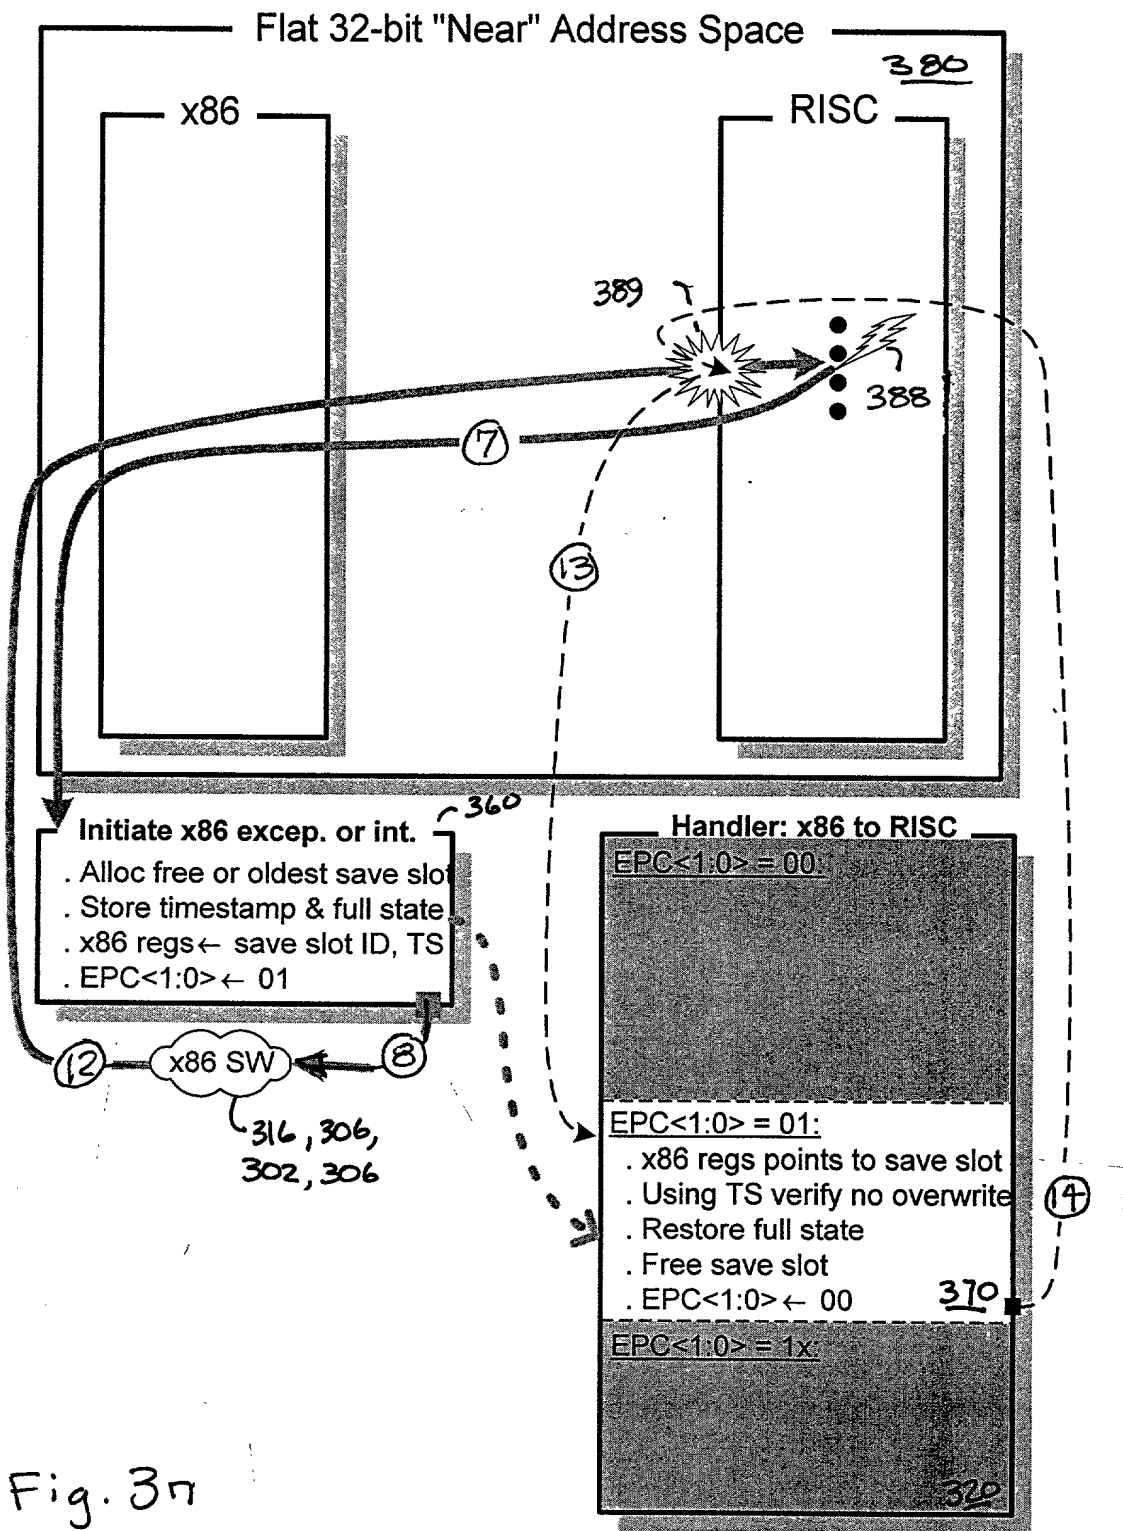 Flat 32-bit "Near" Address Space
380
x86
RISC
389
388
7
13
360
Initiate x86 excep. or int.
. Alloc free or oldest save slot
. Store timestamp & full state
. x86 regs← save slot ID, TS
. EPC<1:0>← 01
Handler: x86 to RISC
EPC<1:0> = 00:
12
x86 SW
8
316, 306,
302, 306
EPC<1:0> = 01:
. x86 regs points to save slot
. Using TS verify no overwrite
. Restore full state
. Free save slot
. EPC<1:0>← 00
370
14
EPC<1:0> = 1x:
320
Fig. 3n